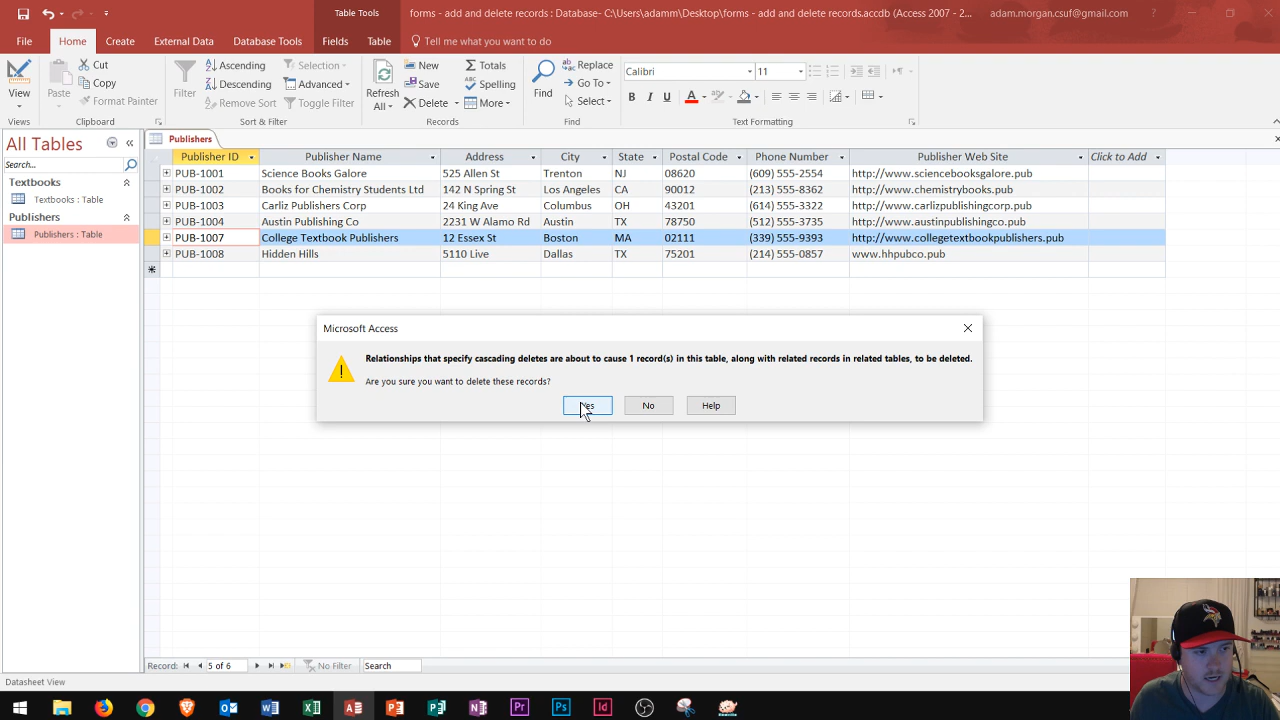 Table Tools
forms - add and delete records : Database- C:\Users\adamm\Desktop\forms - add and delete records.accdb (Access 2007 - 2...
adam.morgan.csuf@gmail.com
?
File Home Create External Data Database Tools Fields Table Tell me what you want to do
View
Views
Paste
Cut
Copy
Format Painter
Clipboard
Filter
Ascending
Descending
Remove Sort
Selection
Advanced
Toggle Filter
Sort & Filter
Refresh
All
New
Save
Delete
Totals
Spelling
More
Records
Find
Replace
Go To
Select
Find
Calibri 11
B I U A
Text Formatting
All Tables
Search...
Textbooks
Textbooks : Table
Publishers
Publishers : Table
Publishers
Publisher ID Publisher Name Address City State Postal Code Phone Number Publisher Web Site Click to Add
PUB-1001 Science Books Galore 525 Allen St Trenton NJ 08620 (609) 555-2554 http://www.sciencebooksgalore.pub
PUB-1002 Books for Chemistry Students Ltd 142 N Spring St Los Angeles CA 90012 (213) 555-8362 http://www.chemistrybooks.pub
PUB-1003 Carliz Publishers Corp 24 King Ave Columbus OH 43201 (614) 555-3322 http://www.carlizpublishingcorp.pub
PUB-1004 Austin Publishing Co 2231 W Alamo Rd Austin TX 78750 (512) 555-3735 http://www.austinpublishingco.pub
PUB-1007 College Textbook Publishers 12 Essex St Boston MA 02111 (339) 555-9393 http://www.collegetextbookpublishers.pub
PUB-1008 Hidden Hills 5110 Live Dallas TX 75201 (214) 555-0857 www.hhpubco.pub
Microsoft Access
Relationships that specify cascading deletes are about to cause 1 record(s) in this table, along with related records in related tables, to be deleted.
Are you sure you want to delete these records?
Yes No Help
Record: 5 of 6 No Filter Search
Datasheet View